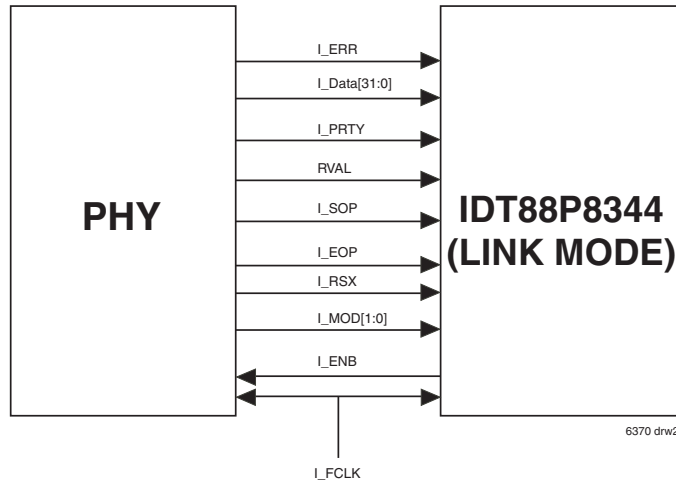 I_ERR
I_Data[31:0]
I_PRTY
RVAL
I_SOP
I_EOP
I_RSX
I_MOD[1:0]
I_ENB
I_FCLK
PHY
IDT88P8344
(LINK MODE)
6370 drw2